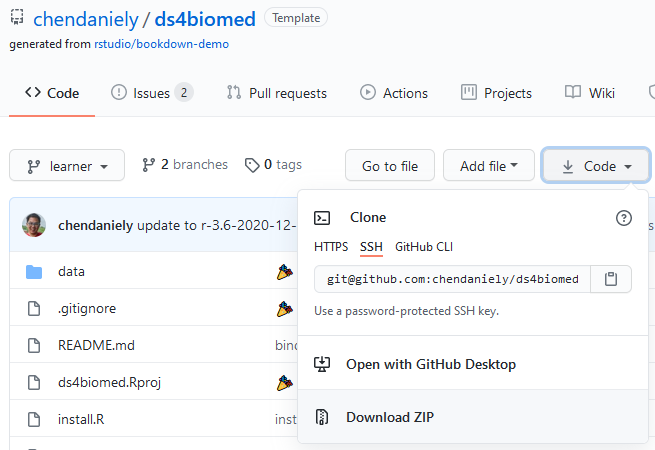 chendaniely / ds4biomed Template
generated from rstudio/bookdown-demo
Code Issues 2 Pull requests Actions Projects Wiki
learner 2 branches 0 tags Go to file Add file Code
chendaniely update to r-3.6-2020-12-
data
.gitignore
README.md bin
ds4biomed.Rproj
install.R inst
Clone
HTTPS SSH GitHub CLI
git@github.com:chendaniely/ds4biomed
Use a password-protected SSH key.
Open with GitHub Desktop
Download ZIP